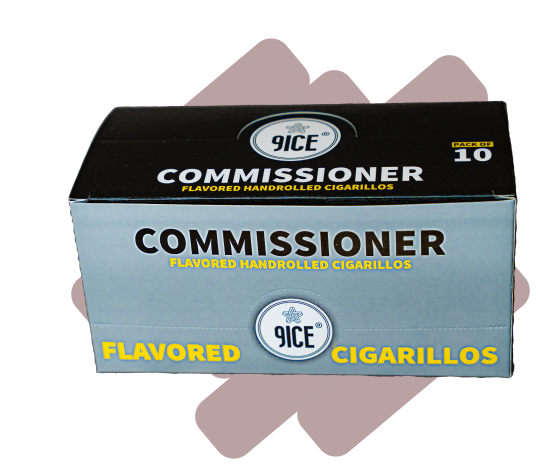 9ICE®
COMMISSIONER
FLAVORED HANDROLLED CIGARILLOS
PACK OF
10
COMMISSIONER
FLAVORED HANDROLLED CIGARILLOS
9ICE®
FLAVORED CIGARILLOS